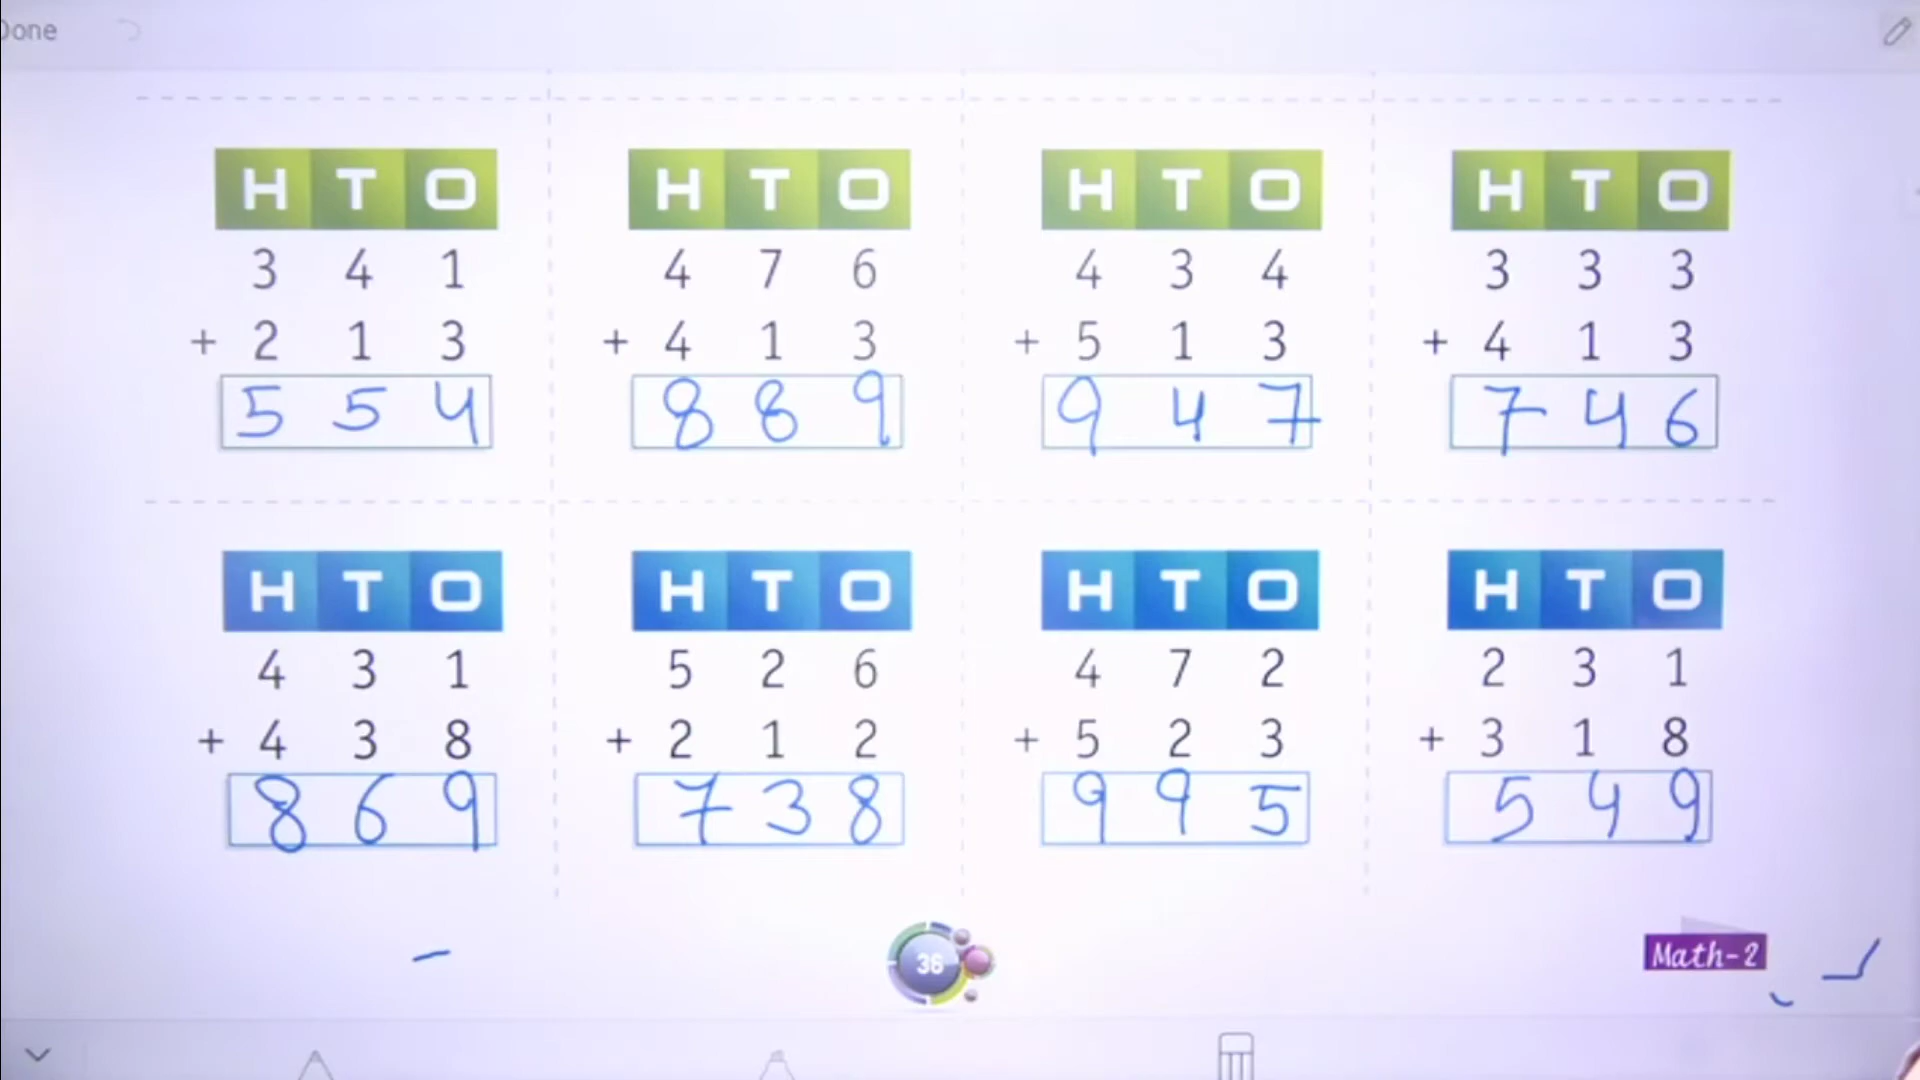 Done
H T O H T O H T O H T O
3 4 1 4 7 6 4 3 4 3 3 3
+ 2 1 3 + 4 1 3 + 5 1 3 + 4 1 3
5 5 4 8 8 9 9 4 7 7 4 6
H T O H T O H T O H T O
4 3 1 5 2 6 4 7 2 2 3 1
+ 4 3 8 + 2 1 2 + 5 2 3 + 3 1 8
8 6 9 7 3 8 9 9 5 5 4 9
36
Math-2